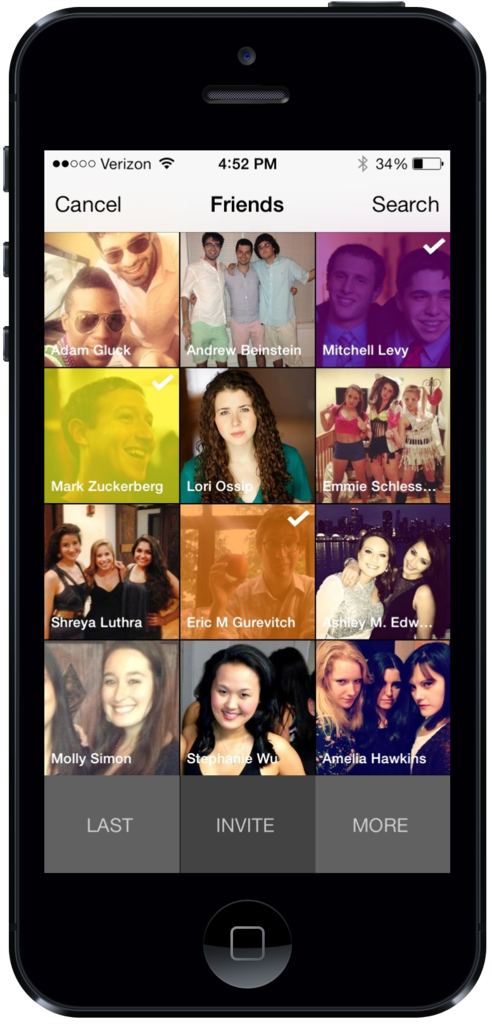 Verizon 4:52 PM 34%
Cancel Friends Search
Adam Gluck Andrew Beinstein Mitchell Levy
Mark Zuckerberg Lori Ossip Emmie Schless...
Shreya Luthra Eric M Gurevitch Ashley M. Edw...
Molly Simon Stephanie Wu Amelia Hawkins
LAST INVITE MORE